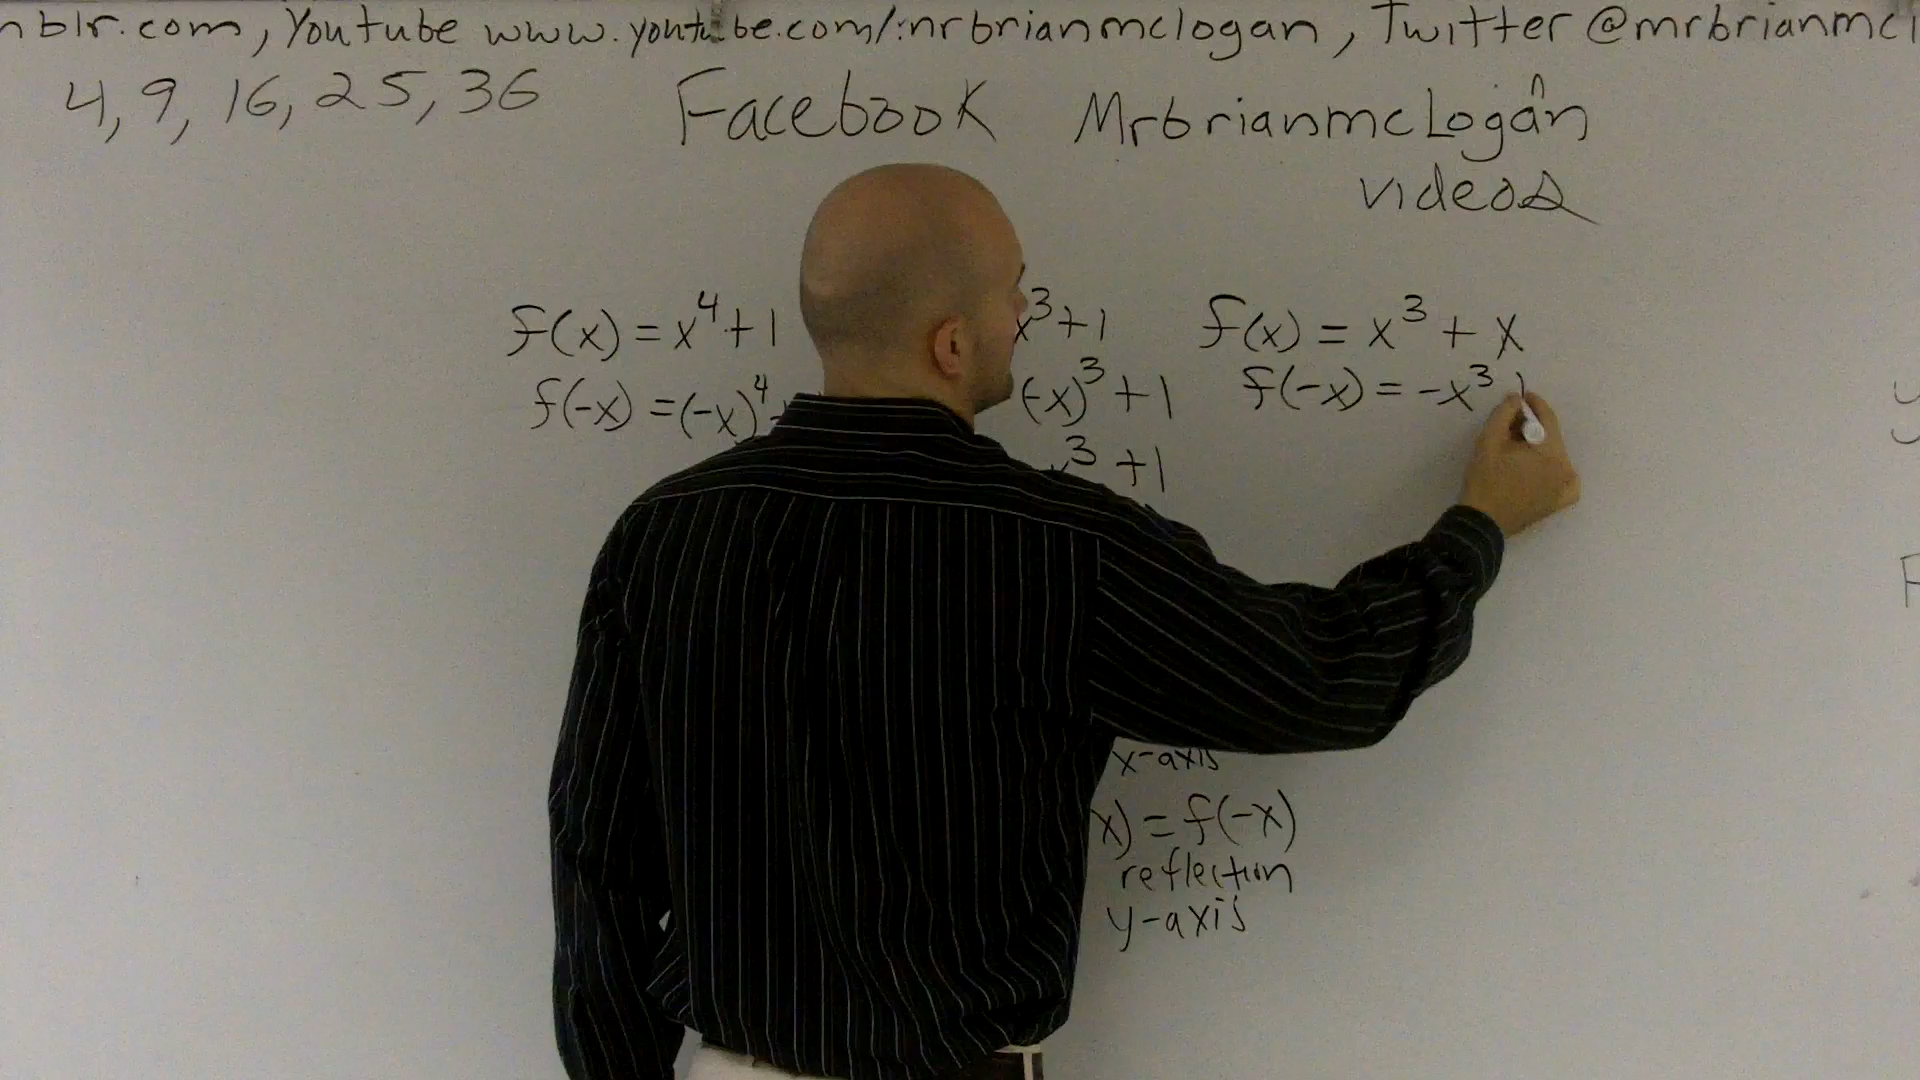 nblr.com, Youtube www.youtube.com/mrbrianmclogan, Twitter @mrbrianmcl
4, 9, 16, 25, 36 Facebook MrbrianmcLogan
videos
f(x) = x⁴ + 1 x³ + 1 f(x) = x³ + x
f(-x) = (-x)⁴ (-x)³ + 1 f(-x) = -x³
x³ + 1
x-axis
x) = f(-x)
reflection
y-axis